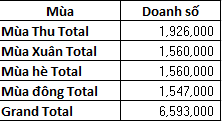 Mùa Doanh số
Mùa Thu Total 1,926,000
Mùa Xuân Total 1,560,000
Mùa hè Total 1,560,000
Mùa đông Total 1,547,000
Grand Total 6,593,000